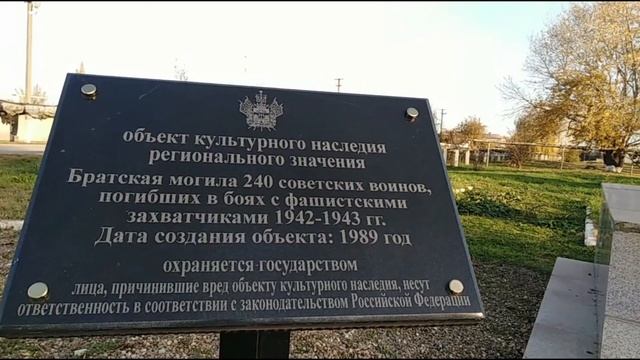 объект культурного наследия
регионального значения
Братская могила 240 советских воинов,
погибших в боях с фашистскими
захватчиками 1942-1943 гг.
Дата создания объекта: 1989 год
охраняется государством
лица, причинившие вред объекту культурного наследия, несут
ответственность в соответствии с законодательством Российской Федерации